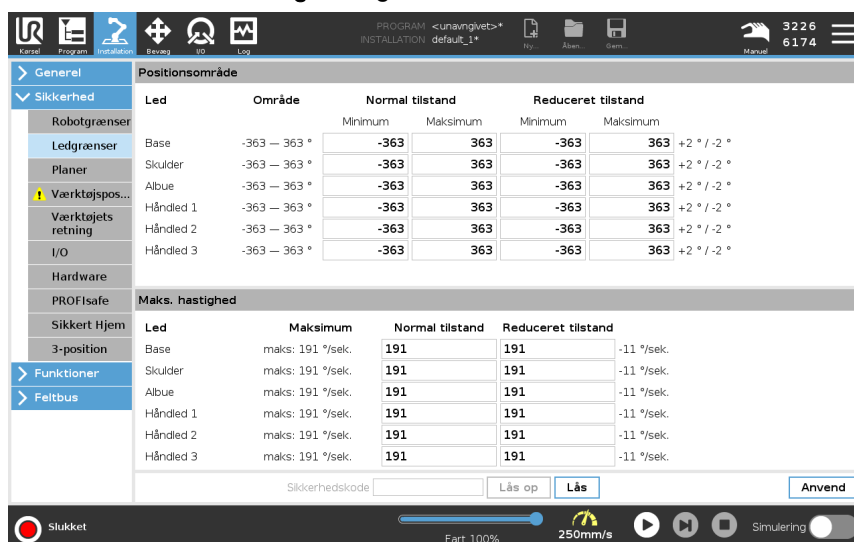 UR
Kørsel Program Installation Bevæg I/O Log
PROGRAM <unavngivet>*
INSTALLATION default_1*
Ny... Åben... Gem...
Manuel
3226
6174
Generel
Sikkerhed
Robotgrænser
Ledgrænser
Planer
Værktøjspos...
Værktøjets
retning
I/O
Hardware
PROFIsafe
Sikkert Hjem
3-position
Funktioner
Feltbus
Positionsområde
Led Område Normal tilstand Reduceret tilstand
Minimum Maksimum Minimum Maksimum
Base -363 — 363 ° -363 363 -363 363 +2 ° / -2 °
Skulder -363 — 363 ° -363 363 -363 363 +2 ° / -2 °
Albue -363 — 363 ° -363 363 -363 363 +2 ° / -2 °
Håndled 1 -363 — 363 ° -363 363 -363 363 +2 ° / -2 °
Håndled 2 -363 — 363 ° -363 363 -363 363 +2 ° / -2 °
Håndled 3 -363 — 363 ° -363 363 -363 363 +2 ° / -2 °
Maks. hastighed
Led Maksimum Normal tilstand Reduceret tilstand
Base maks: 191 °/sek. 191 191 -11 °/sek.
Skulder maks: 191 °/sek. 191 191 -11 °/sek.
Albue maks: 191 °/sek. 191 191 -11 °/sek.
Håndled 1 maks: 191 °/sek. 191 191 -11 °/sek.
Håndled 2 maks: 191 °/sek. 191 191 -11 °/sek.
Håndled 3 maks: 191 °/sek. 191 191 -11 °/sek.
Sikkerhedskode Lås op Lås Anvend
Slukket Fart 100% 250mm/s Simulering